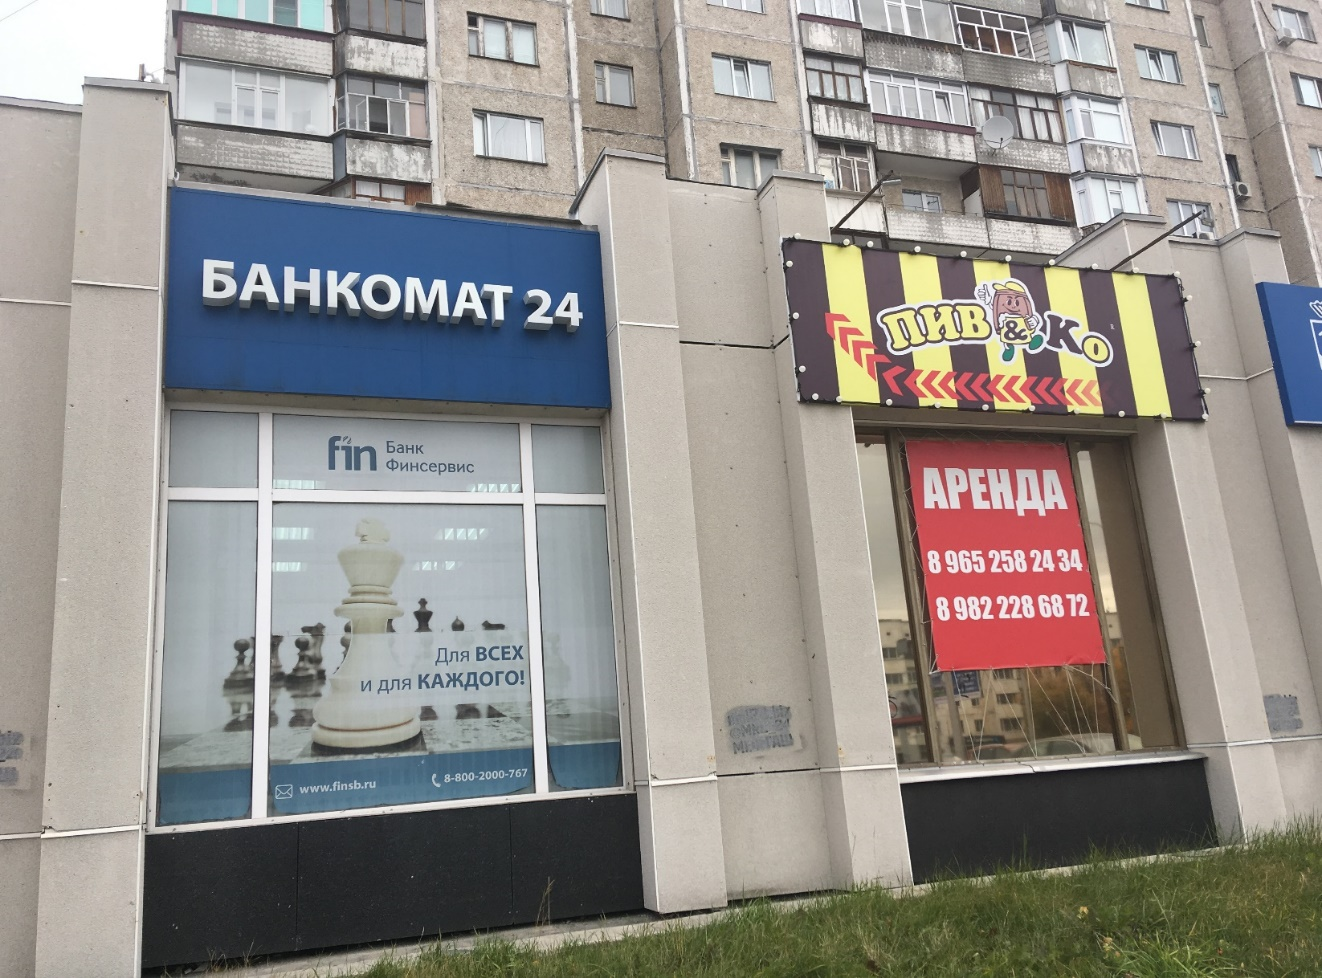 БАНКОМАТ 24
fin Банк
Финсервис
Для ВСЕХ
и для КАЖДОГО!
www.finsb.ru
8-800-2000-767
ПИВ&Ко
АРЕНДА
8 965 258 24 34
8 982 228 68 72